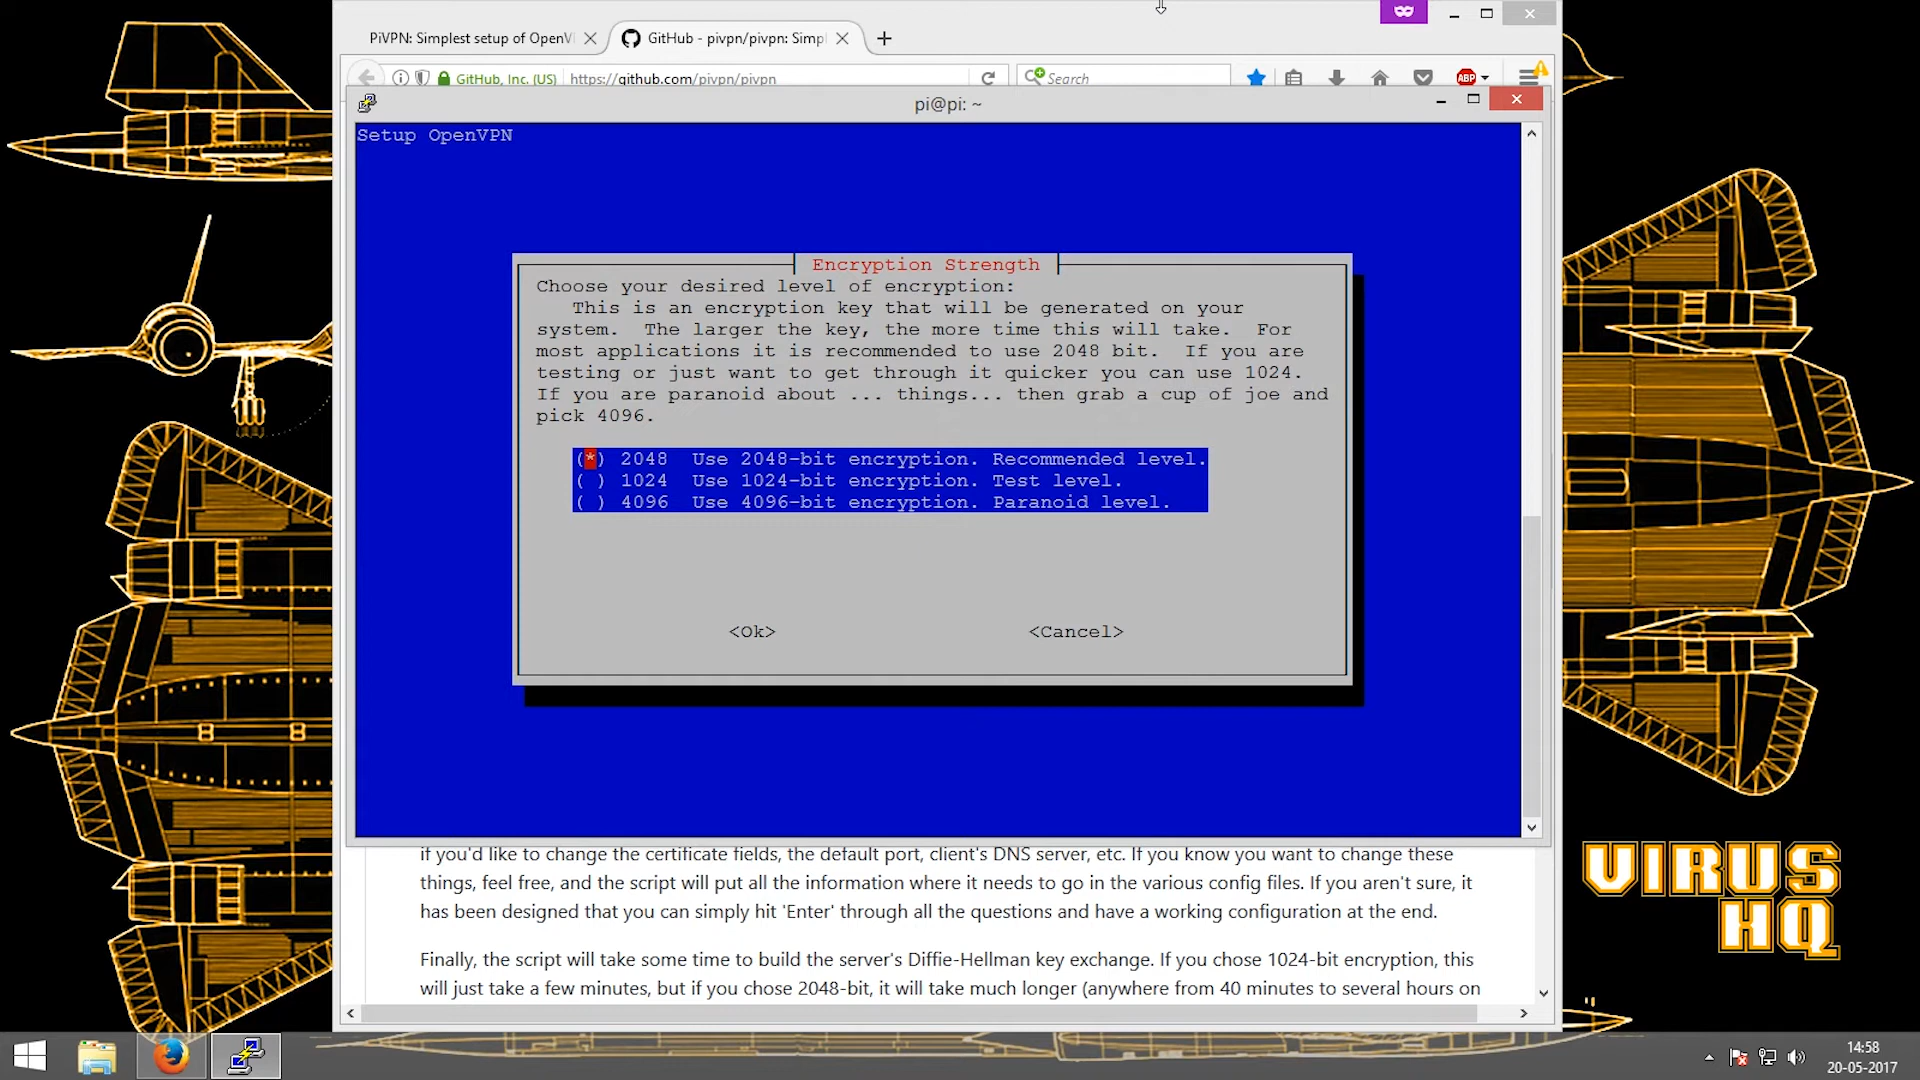 PiVPN: Simplest setup of OpenV
GitHub - pivpn/pivpn: Simpl
GitHub, Inc. (US)
https://github.com/pivpn/pivpn
Search
ABP
pi@pi: ~
Setup OpenVPN
Encryption Strength
Choose your desired level of encryption:
This is an encryption key that will be generated on your
system.  The larger the key, the more time this will take.  For
most applications it is recommended to use 2048 bit.  If you are
testing or just want to get through it quicker you can use 1024.
If you are paranoid about ... things... then grab a cup of joe and
pick 4096.
(*) 2048  Use 2048-bit encryption. Recommended level.
( ) 1024  Use 1024-bit encryption. Test level.
( ) 4096  Use 4096-bit encryption. Paranoid level.
<Ok>
<Cancel>
if you'd like to change the certificate fields, the default port, client's DNS server, etc. If you know you want to change these
things, feel free, and the script will put all the information where it needs to go in the various config files. If you aren't sure, it
has been designed that you can simply hit 'Enter' through all the questions and have a working configuration at the end.
Finally, the script will take some time to build the server's Diffie-Hellman key exchange. If you chose 1024-bit encryption, this
will just take a few minutes, but if you chose 2048-bit, it will take much longer (anywhere from 40 minutes to several hours on
VIRUS
HQ
14:58
20-05-2017